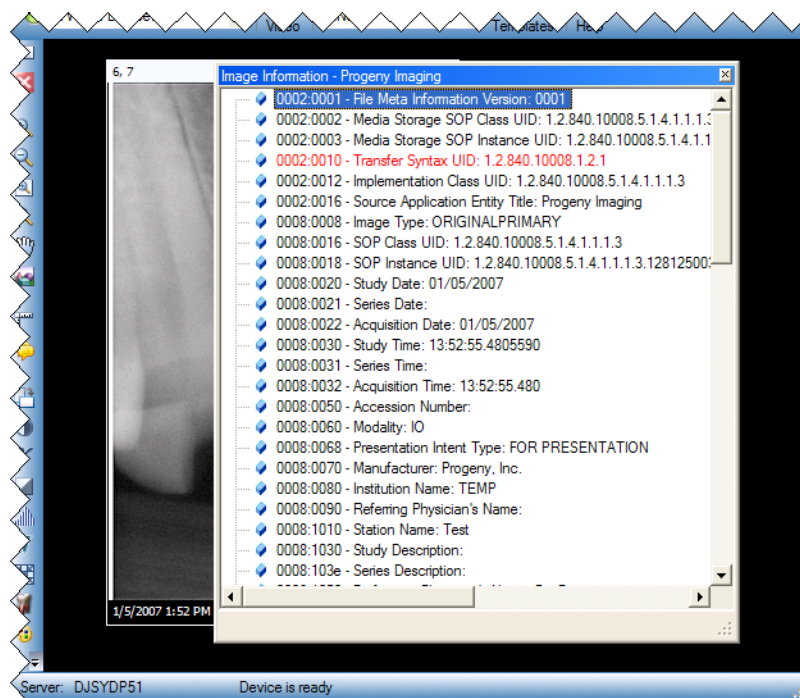 Video
Templates
Help
6, 7
Image Information - Progeny Imaging
0002:0001 - File Meta Information Version: 0001
0002:0002 - Media Storage SOP Class UID: 1.2.840.10008.5.1.4.1.1.1.3
0002:0003 - Media Storage SOP Instance UID: 1.2.840.10008.5.1.4.1.1
0002:0010 - Transfer Syntax UID: 1.2.840.10008.1.2.1
0002:0012 - Implementation Class UID: 1.2.840.10008.5.1.4.1.1.1.3
0002:0016 - Source Application Entity Title: Progeny Imaging
0008:0008 - Image Type: ORIGINALPRIMARY
0008:0016 - SOP Class UID: 1.2.840.10008.5.1.4.1.1.1.3
0008:0018 - SOP Instance UID: 1.2.840.10008.5.1.4.1.1.1.3.128125003
0008:0020 - Study Date: 01/05/2007
0008:0021 - Series Date:
0008:0022 - Acquisition Date: 01/05/2007
0008:0030 - Study Time: 13:52:55.4805590
0008:0031 - Series Time:
0008:0032 - Acquisition Time: 13:52:55.480
0008:0050 - Accession Number:
0008:0060 - Modality: IO
0008:0068 - Presentation Intent Type: FOR PRESENTATION
0008:0070 - Manufacturer: Progeny, Inc.
0008:0080 - Institution Name: TEMP
0008:0090 - Referring Physician's Name:
0008:1010 - Station Name: Test
0008:1030 - Study Description:
0008:103e - Series Description:
1/5/2007 1:52 PM
Server: DJSYDP51
Device is ready